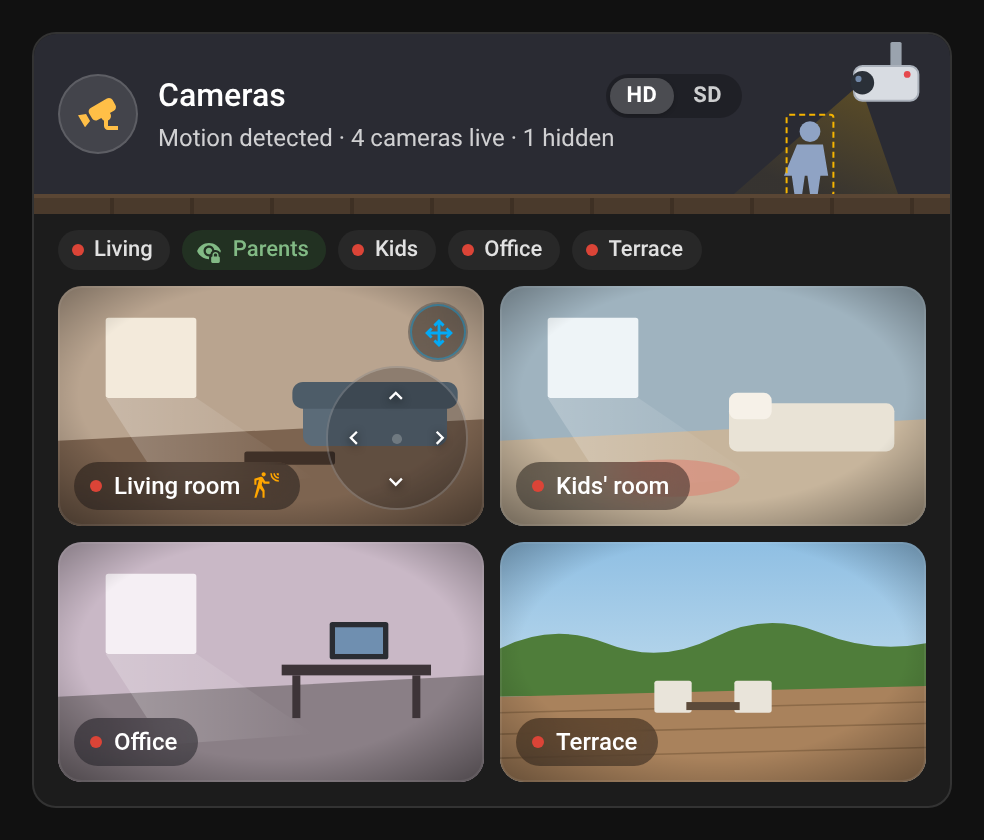 Cameras
HD SD
Motion detected · 4 cameras live · 1 hidden
Living Parents Kids Office Terrace
Living room
Kids' room
Office
Terrace